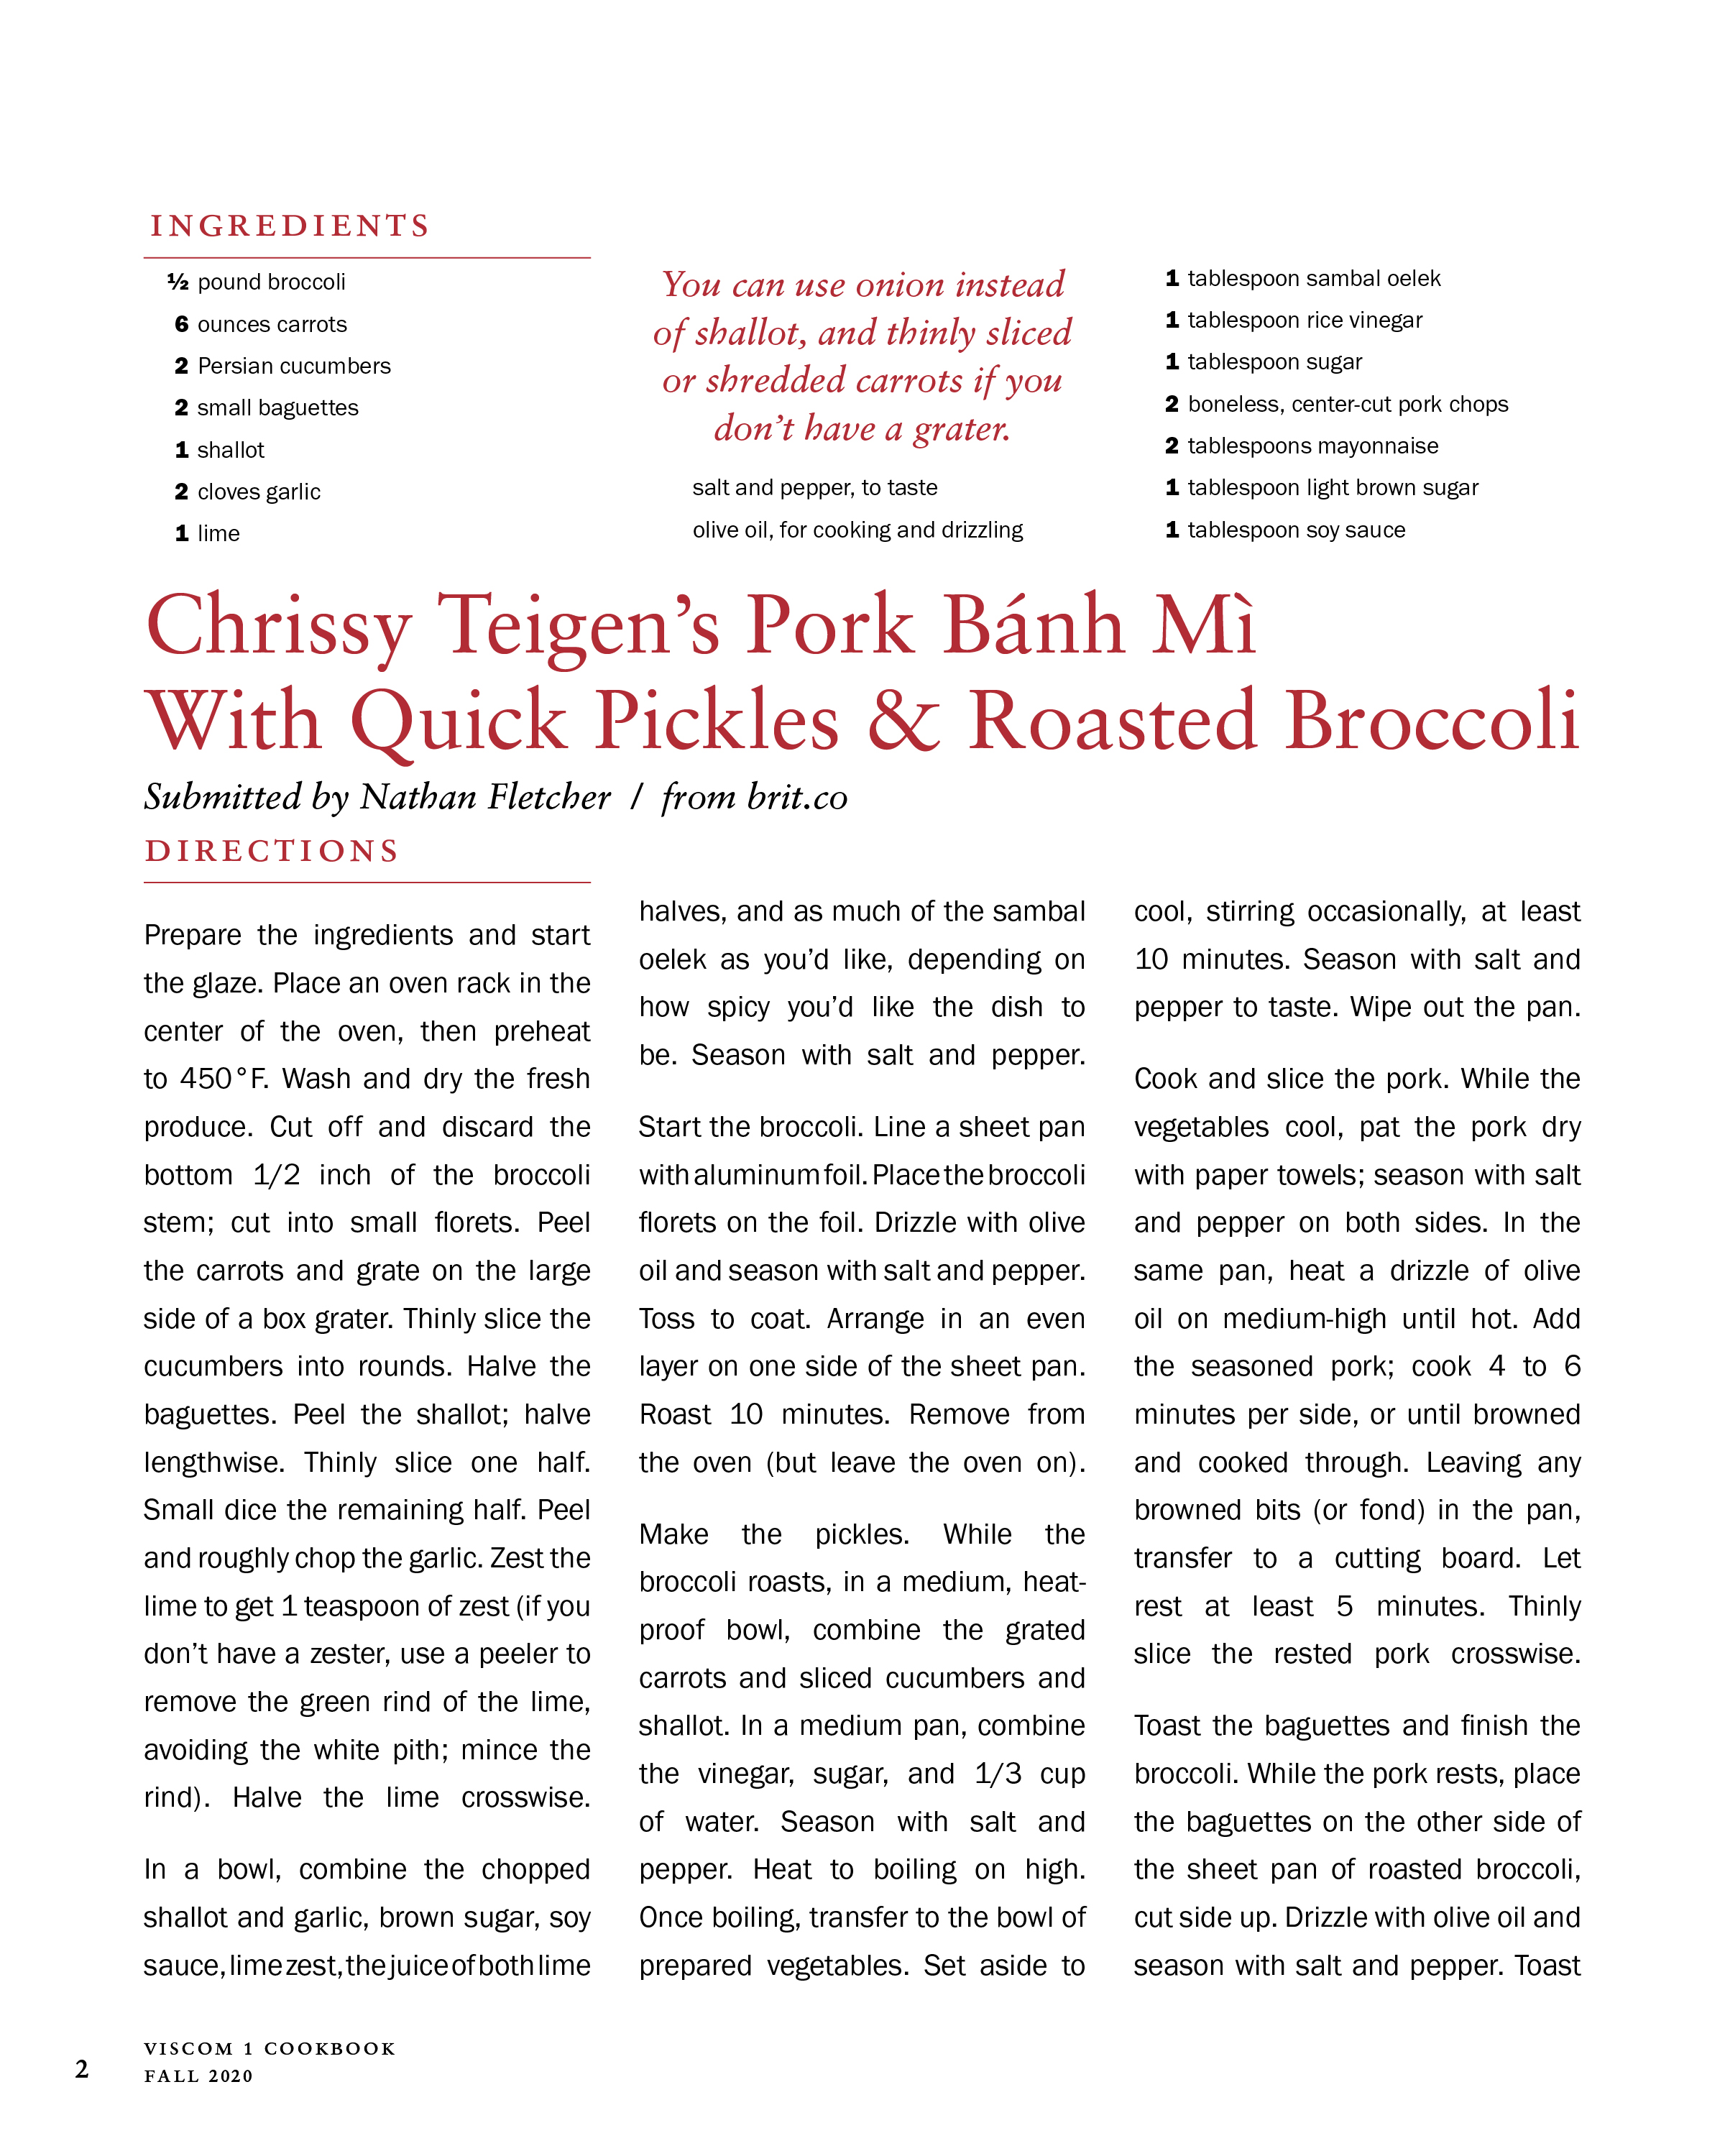 INGREDIENTS
½ pound broccoli
6 ounces carrots
2 Persian cucumbers
2 small baguettes
1 shallot
2 cloves garlic
1 lime
You can use onion instead
of shallot, and thinly sliced
or shredded carrots if you
don’t have a grater.
salt and pepper, to taste
olive oil, for cooking and drizzling
1 tablespoon sambal oelek
1 tablespoon rice vinegar
1 tablespoon sugar
2 boneless, center-cut pork chops
2 tablespoons mayonnaise
1 tablespoon light brown sugar
1 tablespoon soy sauce
Chrissy Teigen’s Pork Bánh Mì
With Quick Pickles & Roasted Broccoli
Submitted by Nathan Fletcher / from brit.co
DIRECTIONS
Prepare the ingredients and start
the glaze. Place an oven rack in the
center of the oven, then preheat
to 450°F. Wash and dry the fresh
produce. Cut off and discard the
bottom 1/2 inch of the broccoli
stem; cut into small florets. Peel
the carrots and grate on the large
side of a box grater. Thinly slice the
cucumbers into rounds. Halve the
baguettes. Peel the shallot; halve
lengthwise. Thinly slice one half.
Small dice the remaining half. Peel
and roughly chop the garlic. Zest the
lime to get 1 teaspoon of zest (if you
don’t have a zester, use a peeler to
remove the green rind of the lime,
avoiding the white pith; mince the
rind). Halve the lime crosswise.
In a bowl, combine the chopped
shallot and garlic, brown sugar, soy
sauce, lime zest, the juice of both lime
halves, and as much of the sambal
oelek as you’d like, depending on
how spicy you’d like the dish to
be. Season with salt and pepper.
Start the broccoli. Line a sheet pan
with aluminum foil. Place the broccoli
florets on the foil. Drizzle with olive
oil and season with salt and pepper.
Toss to coat. Arrange in an even
layer on one side of the sheet pan.
Roast 10 minutes. Remove from
the oven (but leave the oven on).
Make the pickles. While the
broccoli roasts, in a medium, heat-
proof bowl, combine the grated
carrots and sliced cucumbers and
shallot. In a medium pan, combine
the vinegar, sugar, and 1/3 cup
of water. Season with salt and
pepper. Heat to boiling on high.
Once boiling, transfer to the bowl of
prepared vegetables. Set aside to
cool, stirring occasionally, at least
10 minutes. Season with salt and
pepper to taste. Wipe out the pan.
Cook and slice the pork. While the
vegetables cool, pat the pork dry
with paper towels; season with salt
and pepper on both sides. In the
same pan, heat a drizzle of olive
oil on medium-high until hot. Add
the seasoned pork; cook 4 to 6
minutes per side, or until browned
and cooked through. Leaving any
browned bits (or fond) in the pan,
transfer to a cutting board. Let
rest at least 5 minutes. Thinly
slice the rested pork crosswise.
Toast the baguettes and finish the
broccoli. While the pork rests, place
the baguettes on the other side of
the sheet pan of roasted broccoli,
cut side up. Drizzle with olive oil and
season with salt and pepper. Toast
2
VISCOM 1 COOKBOOK
FALL 2020